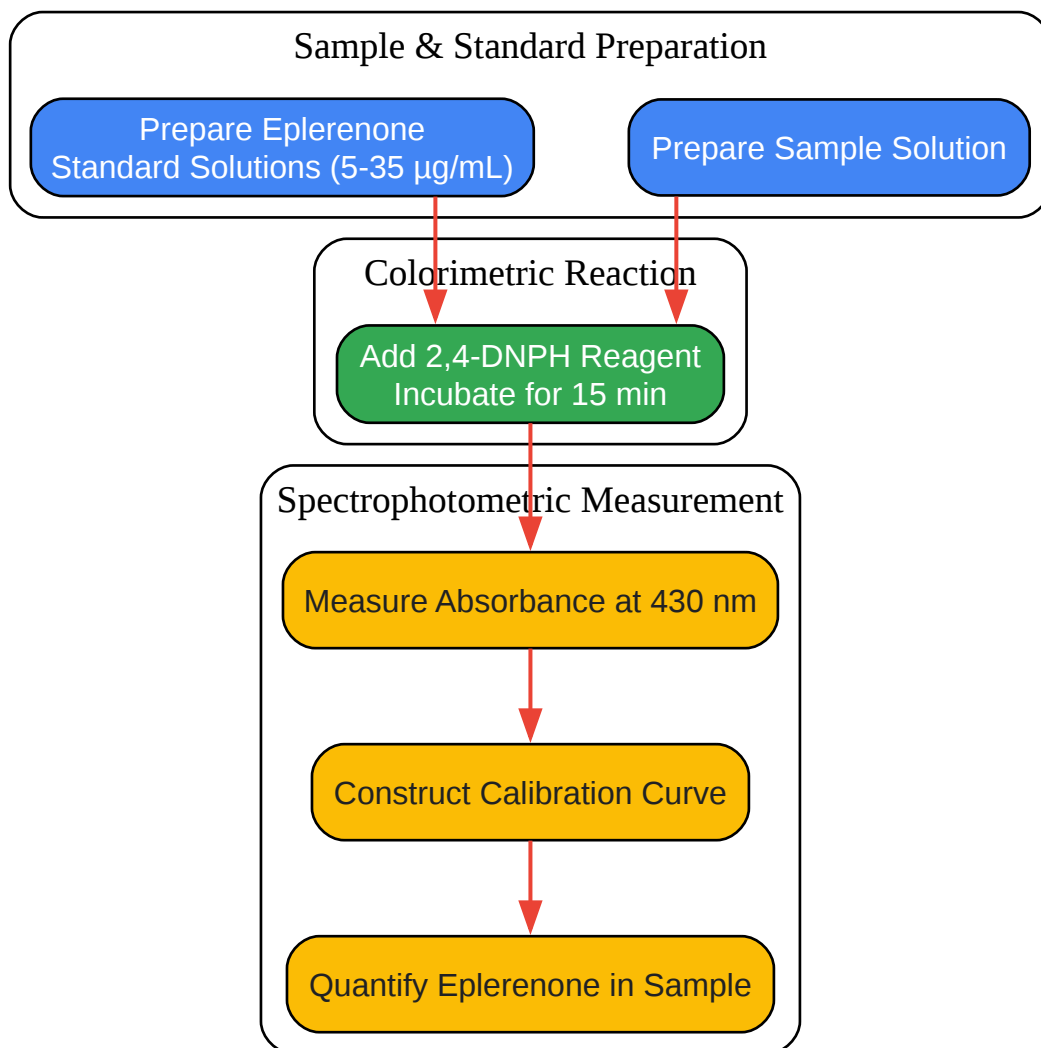 Sample & Standard Preparation
Prepare Eplerenone
Standard Solutions (5-35 µg/mL)
Prepare Sample Solution
Colorimetric Reaction
Add 2,4-DNPH Reagent
Incubate for 15 min
Spectrophotometric Measurement
Measure Absorbance at 430 nm
Construct Calibration Curve
Quantify Eplerenone in Sample